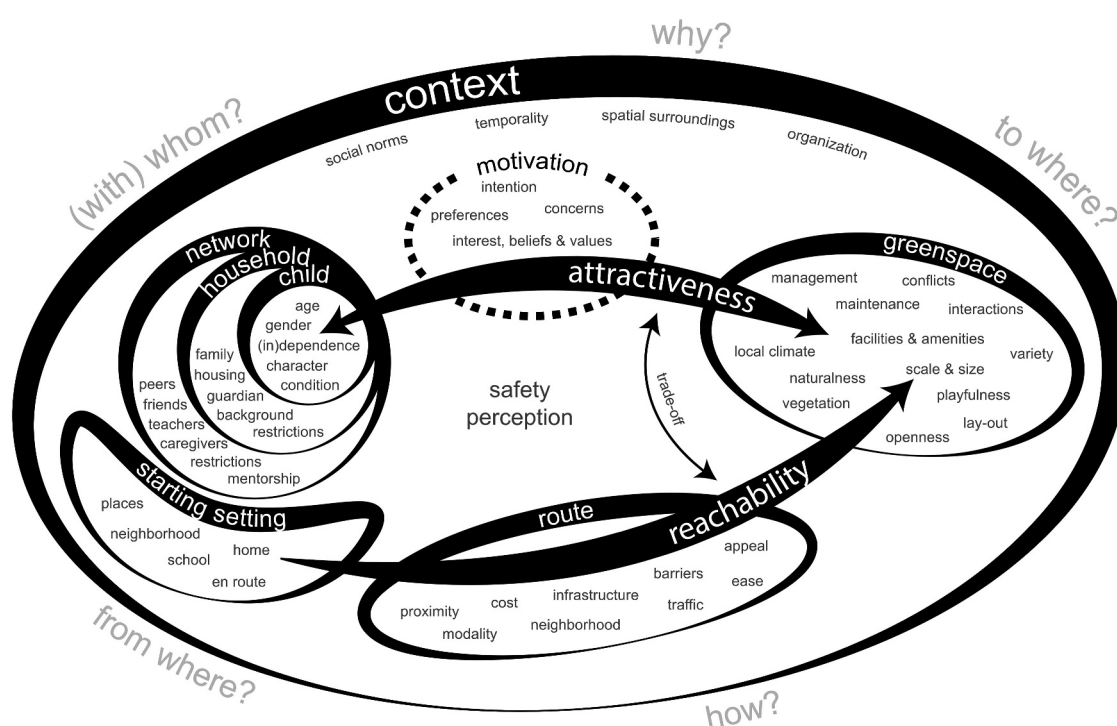 why?
context
(with) whom?
to where?
social norms
temporality
spatial surroundings
organization
motivation
intention
preferences
concerns
interest, beliefs & values
network
household
child
age
gender
(in)dependence
character
condition
family
housing
guardian
background
restrictions
peers
friends
teachers
caregivers
restrictions
mentorship
attractiveness
greenspace
management
conflicts
maintenance
interactions
facilities & amenities
local climate
variety
scale & size
naturalness
playfulness
vegetation
lay-out
openness
safety
perception
trade-off
starting setting
places
neighborhood
school
home
en route
route
reachability
appeal
barriers
ease
infrastructure
traffic
cost
proximity
modality
neighborhood
from where?
how?